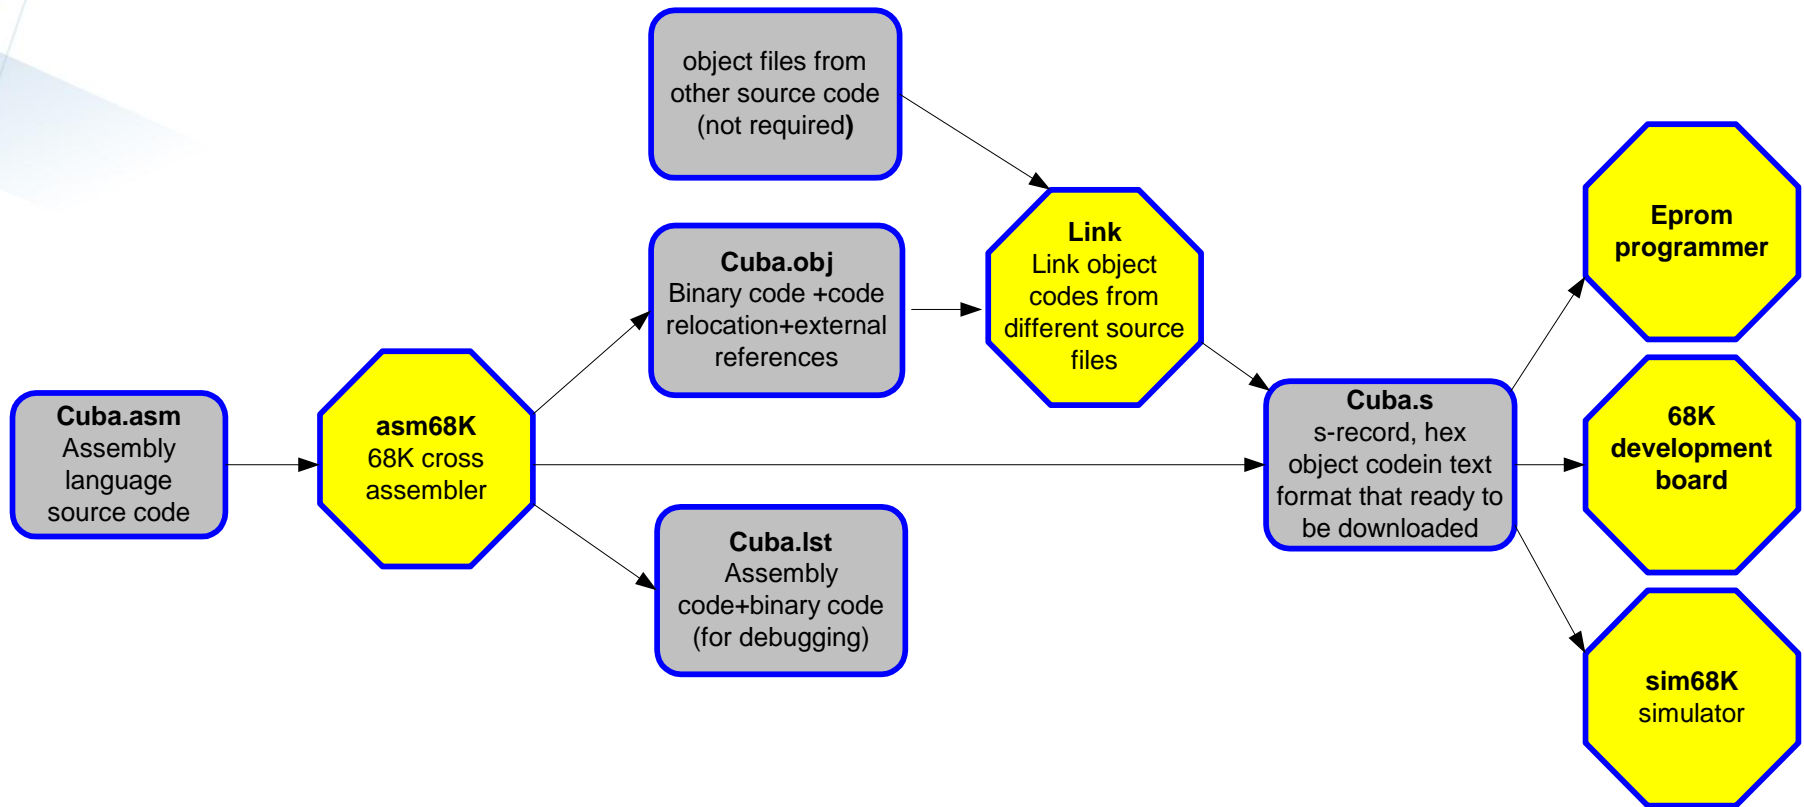 object files from
other source code
(not required)
Cuba.asm
Assembly
language
source code
asm68K
68K cross
assembler
Cuba.obj
Binary code +code
relocation+external
references
Cuba.lst
Assembly
code+binary code
(for debugging)
Link
Link object
codes from
different source
files
Cuba.s
s-record, hex
object codein text
format that ready to
be downloaded
Eprom
programmer
68K
development
board
sim68K
simulator